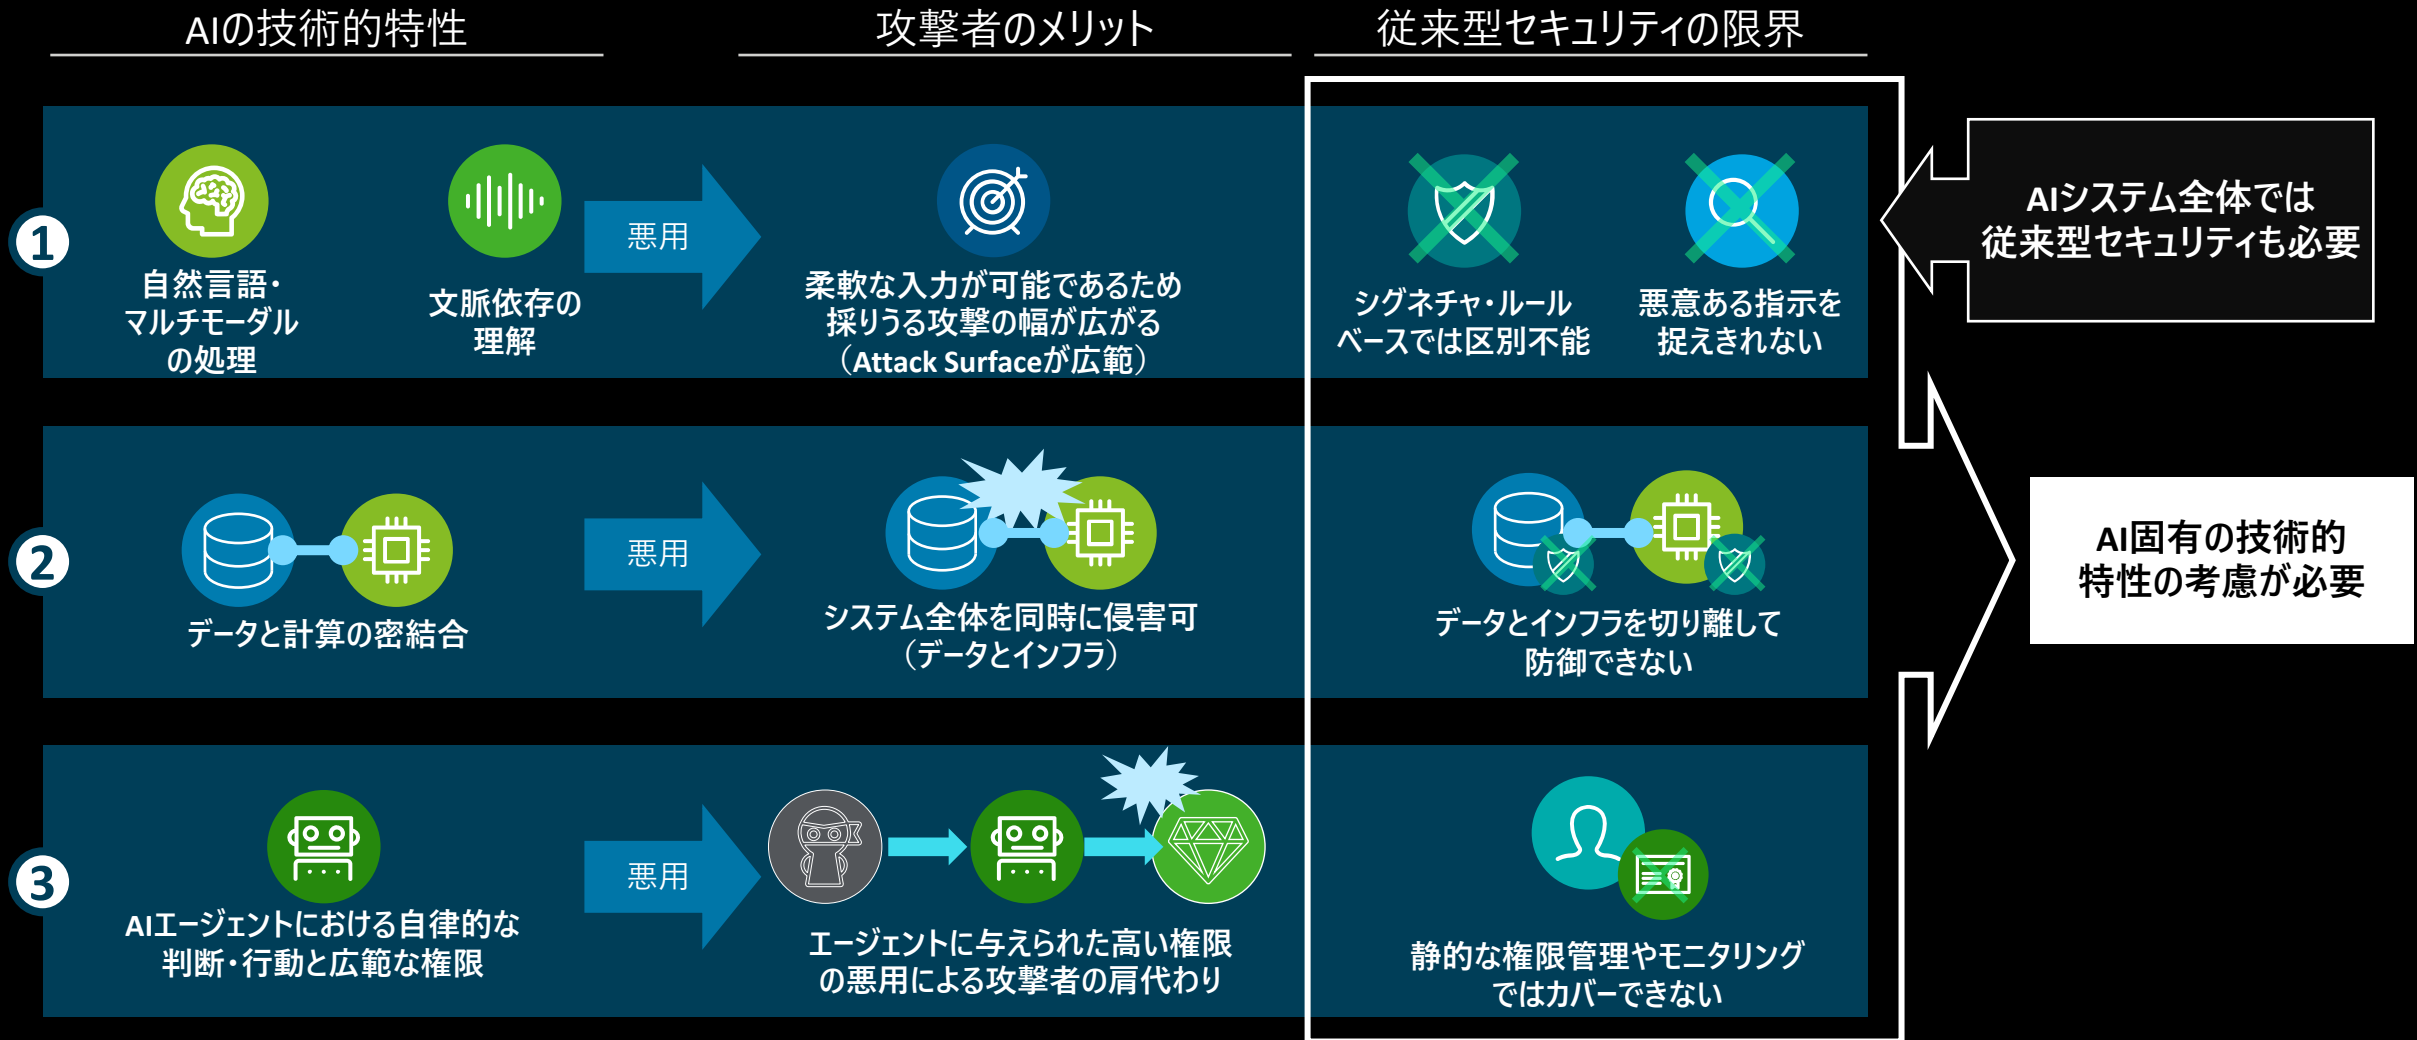 AIの技術的特性
攻撃者のメリット
従来型セキュリティの限界
1
自然言語・
マルチモーダル
の処理
文脈依存の
理解
悪用
柔軟な入力が可能であるため
採りうる攻撃の幅が広がる
（Attack Surfaceが広範）
シグネチャ・ルール
ベースでは区別不能
悪意ある指示を
捉えきれない
AIシステム全体では
従来型セキュリティも必要
2
データと計算の密結合
悪用
システム全体を同時に侵害可
（データとインフラ）
データとインフラを切り離して
防御できない
AI固有の技術的
特性の考慮が必要
3
AIエージェントにおける自律的な
判断・行動と広範な権限
悪用
エージェントに与えられた高い権限
の悪用による攻撃者の肩代わり
静的な権限管理やモニタリング
ではカバーできない